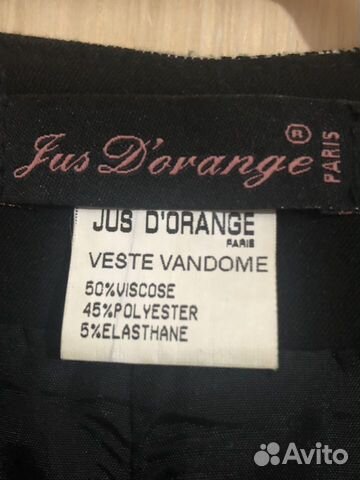 Jus D'orange ® PARIS
JUS D'ORANGE
PARIS
VESTE VANDOME
50%VISCOSE
45%POLYESTER
5%ELASTHANE
Avito